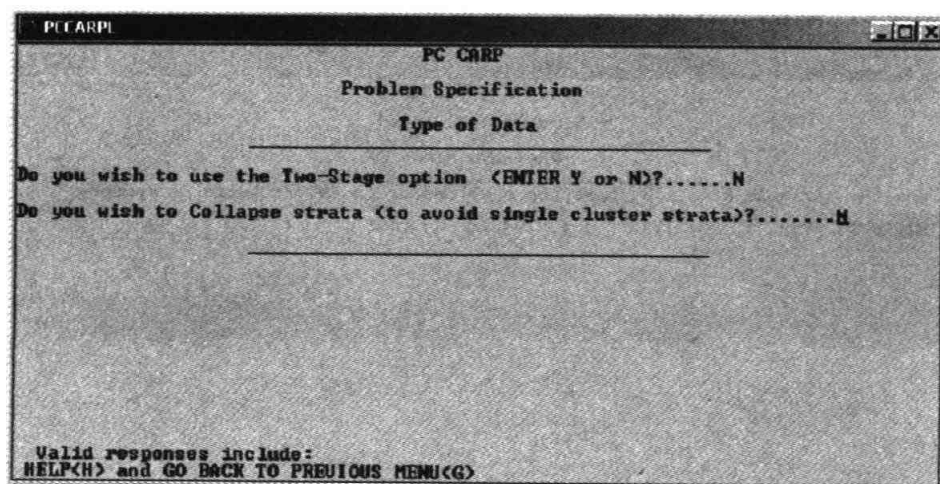 PCCARPL
PC CARP
Problem Specification
Type of Data
Do you wish to use the Two-Stage option (ENTER Y or N)?......N
Do you wish to Collapse strata (to avoid single cluster strata)?.......N
Valid responses include:
HELP(H) and GO BACK TO PREVIOUS MENU(G)